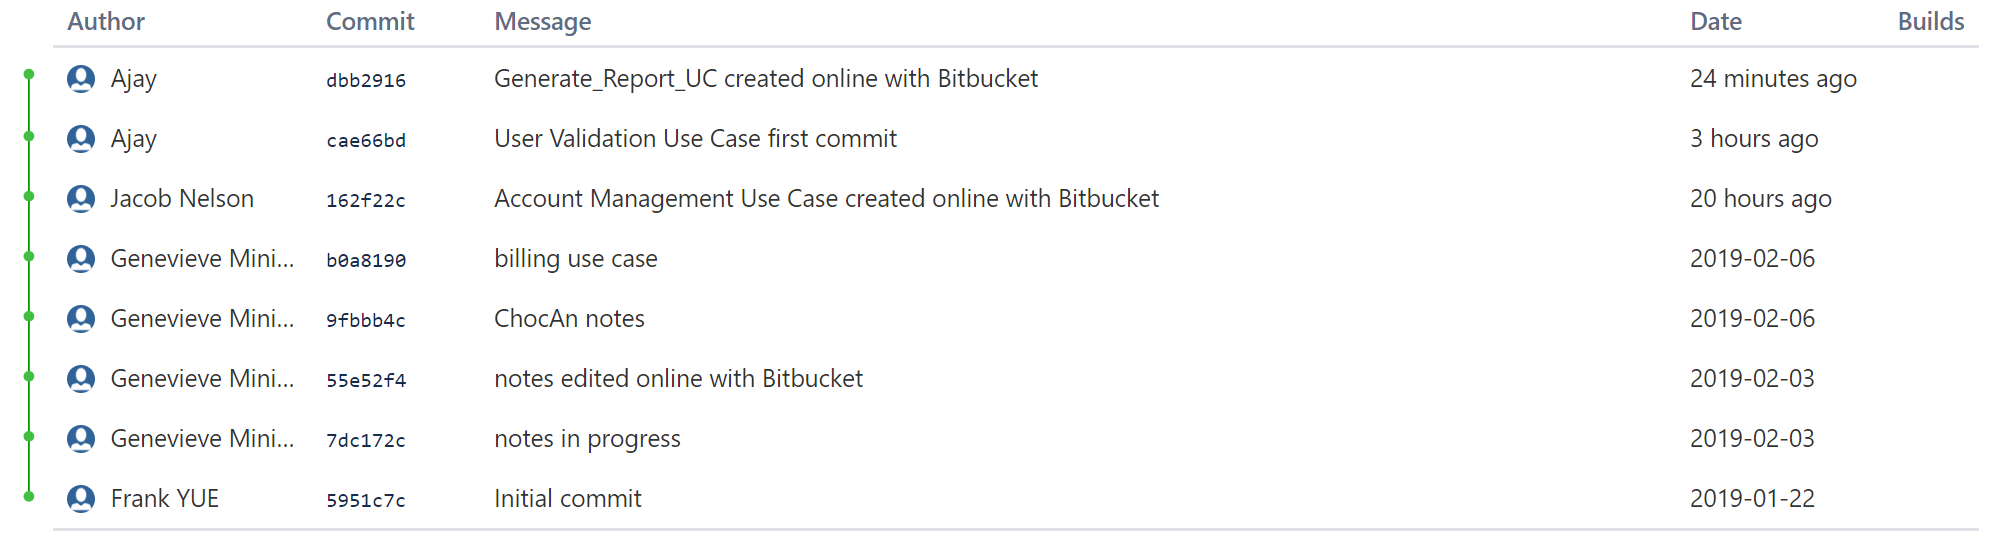 Author Commit Message Date Builds
Ajay dbb2916 Generate_Report_UC created online with Bitbucket 24 minutes ago
Ajay cae66bd User Validation Use Case first commit 3 hours ago
Jacob Nelson 162f22c Account Management Use Case created online with Bitbucket 20 hours ago
Genevieve Mini... b0a8190 billing use case 2019-02-06
Genevieve Mini... 9fbbb4c ChocAn notes 2019-02-06
Genevieve Mini... 55e52f4 notes edited online with Bitbucket 2019-02-03
Genevieve Mini... 7dc172c notes in progress 2019-02-03
Frank YUE 5951c7c Initial commit 2019-01-22